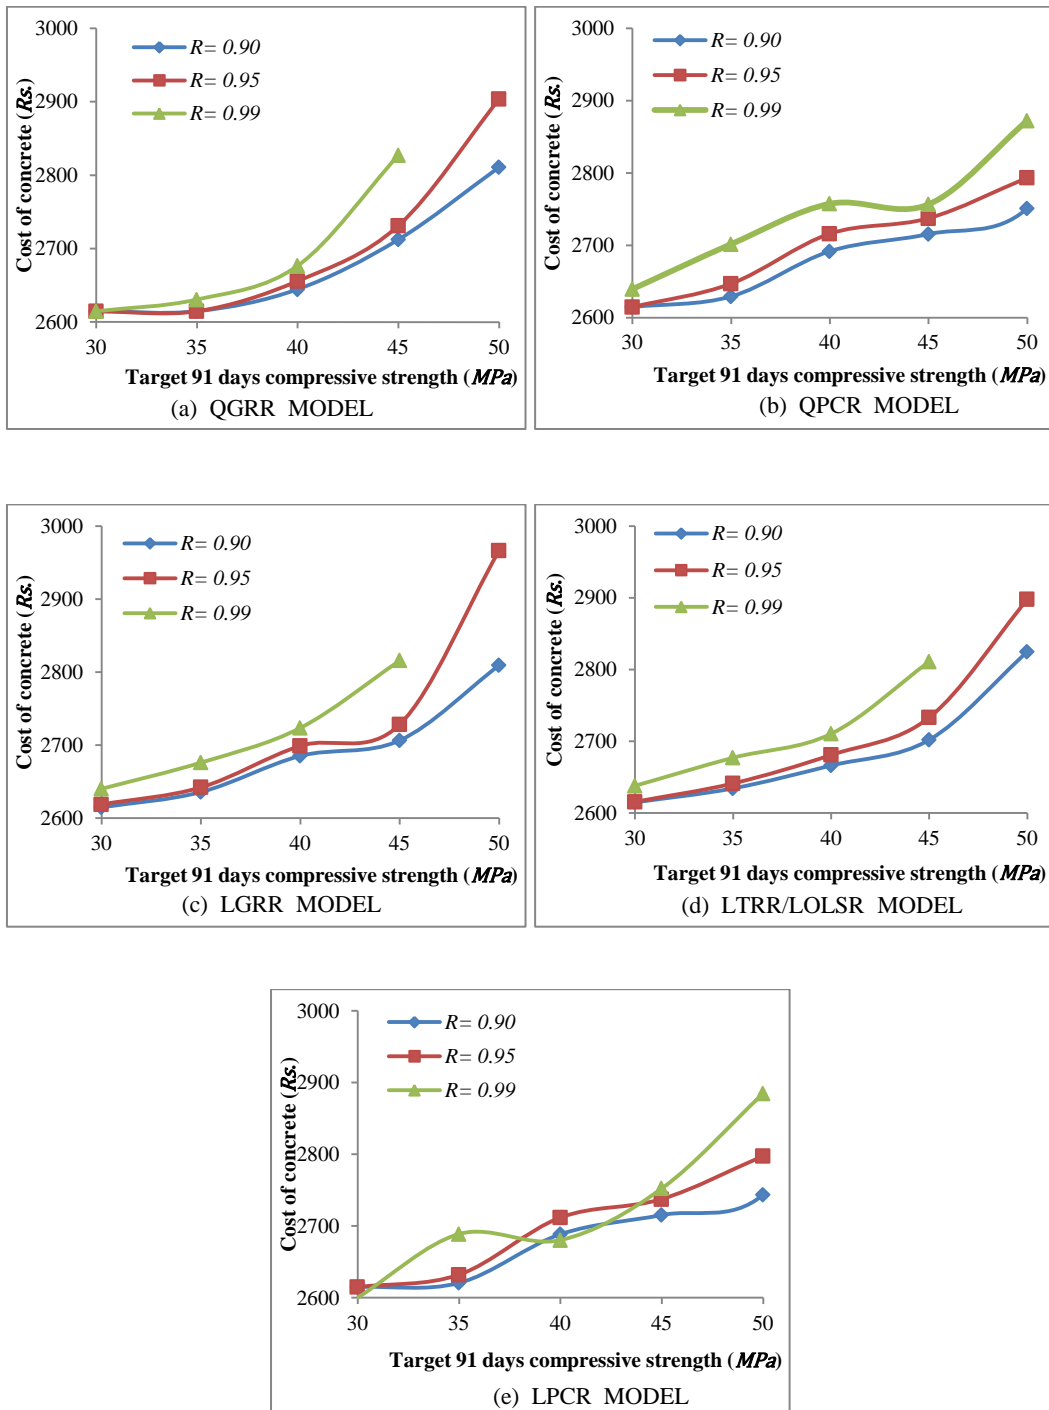 3000
2900
2800
2700
2600
30 35 40 45 50
Cost of concrete (Rs.)
R= 0.90
R= 0.95
R= 0.99
Target 91 days compressive strength (MPa)
(a) QGRR MODEL
3000
2900
2800
2700
2600
30 35 40 45 50
Cost of concrete (Rs.)
R= 0.90
R= 0.95
R= 0.99
Target 91 days compressive strength (MPa)
(b) QPCR MODEL
3000
2900
2800
2700
2600
30 35 40 45 50
Cost of concrete (Rs.)
R= 0.90
R= 0.95
R= 0.99
Target 91 days compressive strength (MPa)
(c) LGRR MODEL
3000
2900
2800
2700
2600
30 35 40 45 50
Cost of concrete (Rs.)
R= 0.90
R= 0.95
R= 0.99
Target 91 days compressive strength (MPa)
(d) LTRR/LOLSR MODEL
3000
2900
2800
2700
2600
30 35 40 45 50
Cost of concrete (Rs.)
R= 0.90
R= 0.95
R= 0.99
Target 91 days compressive strength (MPa)
(e) LPCR MODEL